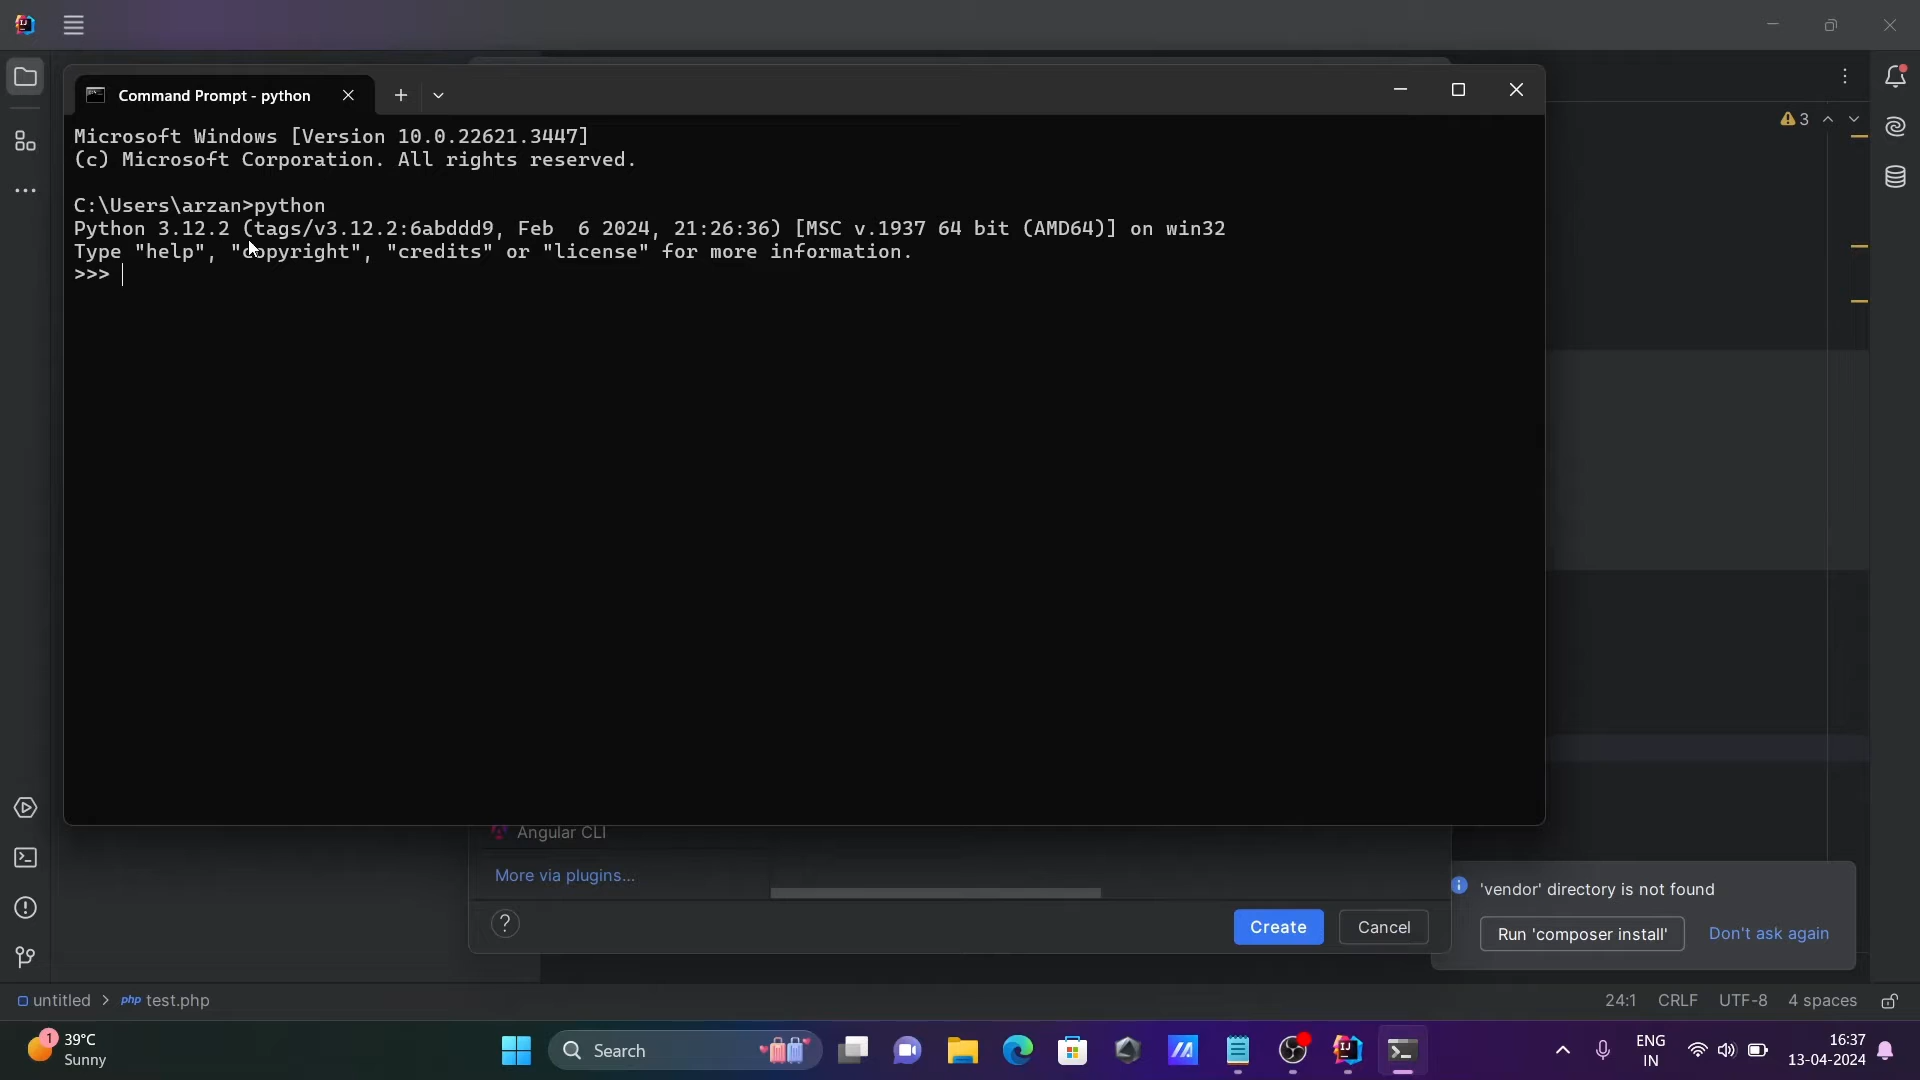 Command Prompt - python
Microsoft Windows [Version 10.0.22621.3447]
(c) Microsoft Corporation. All rights reserved.
C:\Users\arzan>python
Python 3.12.2 (tags/v3.12.2:6abddd9, Feb  6 2024, 21:26:36) [MSC v.1937 64 bit (AMD64)] on win32
Type "help", "copyright", "credits" or "license" for more information.
>>>
3
Angular CLI
More via plugins...
?
Create
Cancel
'vendor' directory is not found
Run 'composer install'
Don't ask again
untitled > php test.php
24:1 CRLF UTF-8 4 spaces
1
39°C
Sunny
Search
ENG
IN
16:37
13-04-2024